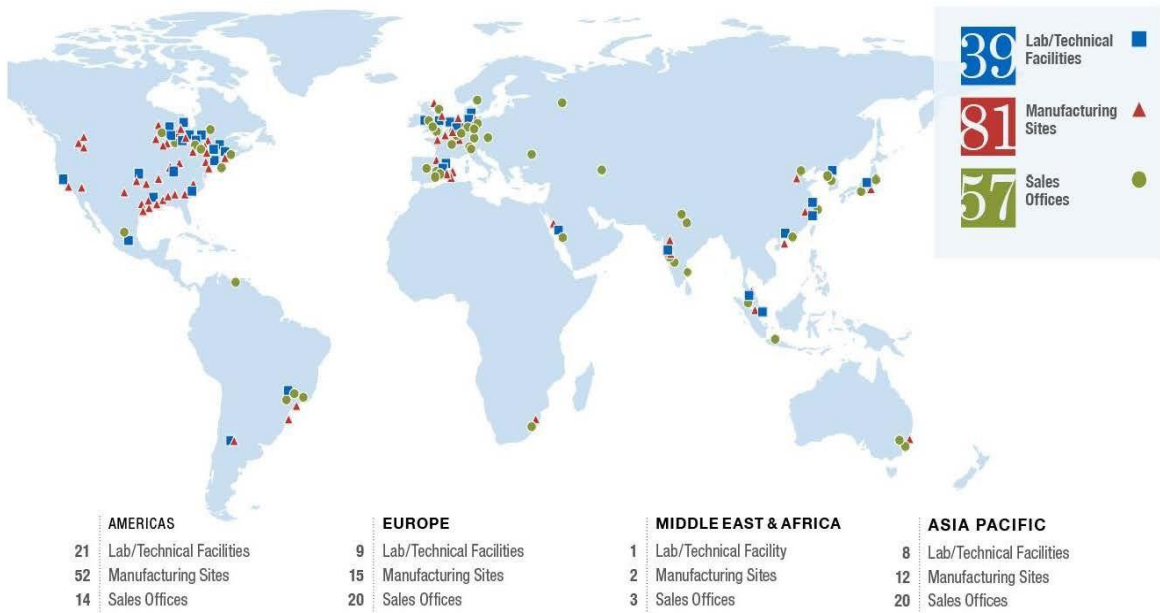 39 Lab/Technical
Facilities
81 Manufacturing
Sites
57 Sales
Offices
AMERICAS
21 Lab/Technical Facilities
52 Manufacturing Sites
14 Sales Offices
EUROPE
9 Lab/Technical Facilities
15 Manufacturing Sites
20 Sales Offices
MIDDLE EAST & AFRICA
1 Lab/Technical Facility
2 Manufacturing Sites
3 Sales Offices
ASIA PACIFIC
8 Lab/Technical Facilities
12 Manufacturing Sites
20 Sales Offices